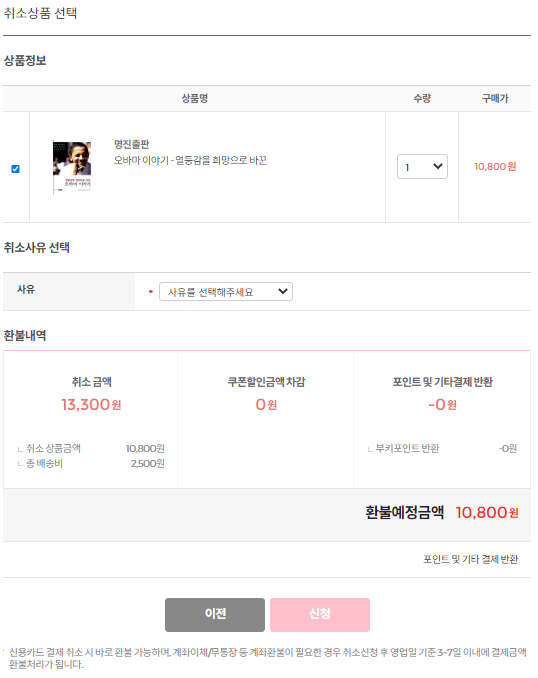 취소상품 선택
상품정보
상품명 수량 구매가
명진출판
오바마 이야기 - 열등감을 희망으로 바꾼
1
10,800 원
취소사유 선택
사유
사유를 선택해주세요
환불내역
취소 금액 쿠폰할인금액 차감 포인트 및 기타결제 반환
13,300 원 0 원 -0 원
취소 상품금액 10,800원 부키포인트 반환 -0원
총 배송비 2,500원
환불예정금액 10,800 원
포인트 및 기타 결제 반환
이전 신청
신용카드 결제 취소 시 바로 환불 가능하며, 계좌이체/무통장 등 계좌환불이 필요한 경우 취소신청 후 영업일 기준 3~7일 이내에 결제금액
환불처리가 됩니다.